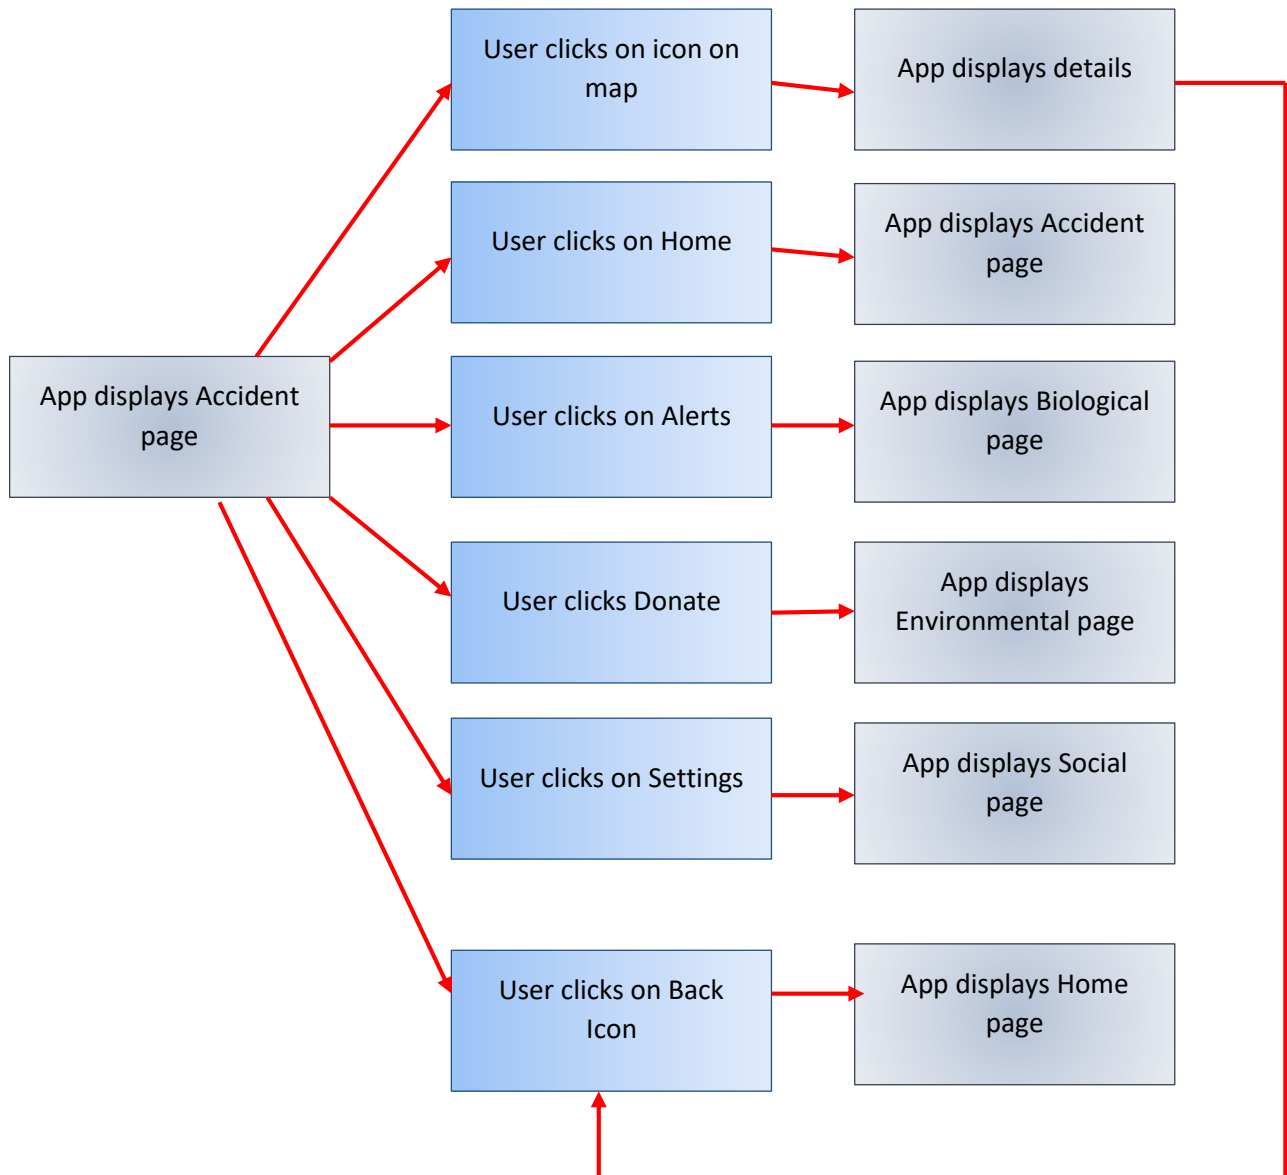 User clicks on icon on
map
App displays details
User clicks on Home
App displays Accident
page
App displays Accident
page
User clicks on Alerts
App displays Biological
page
User clicks Donate
App displays
Environmental page
User clicks on Settings
App displays Social
page
User clicks on Back
Icon
App displays Home
page